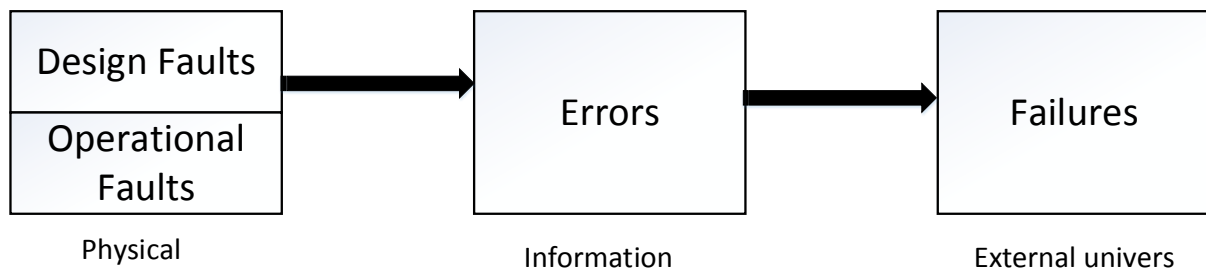 Design Faults
Operational
Faults
Errors
Failures
Physical
Information
External univers